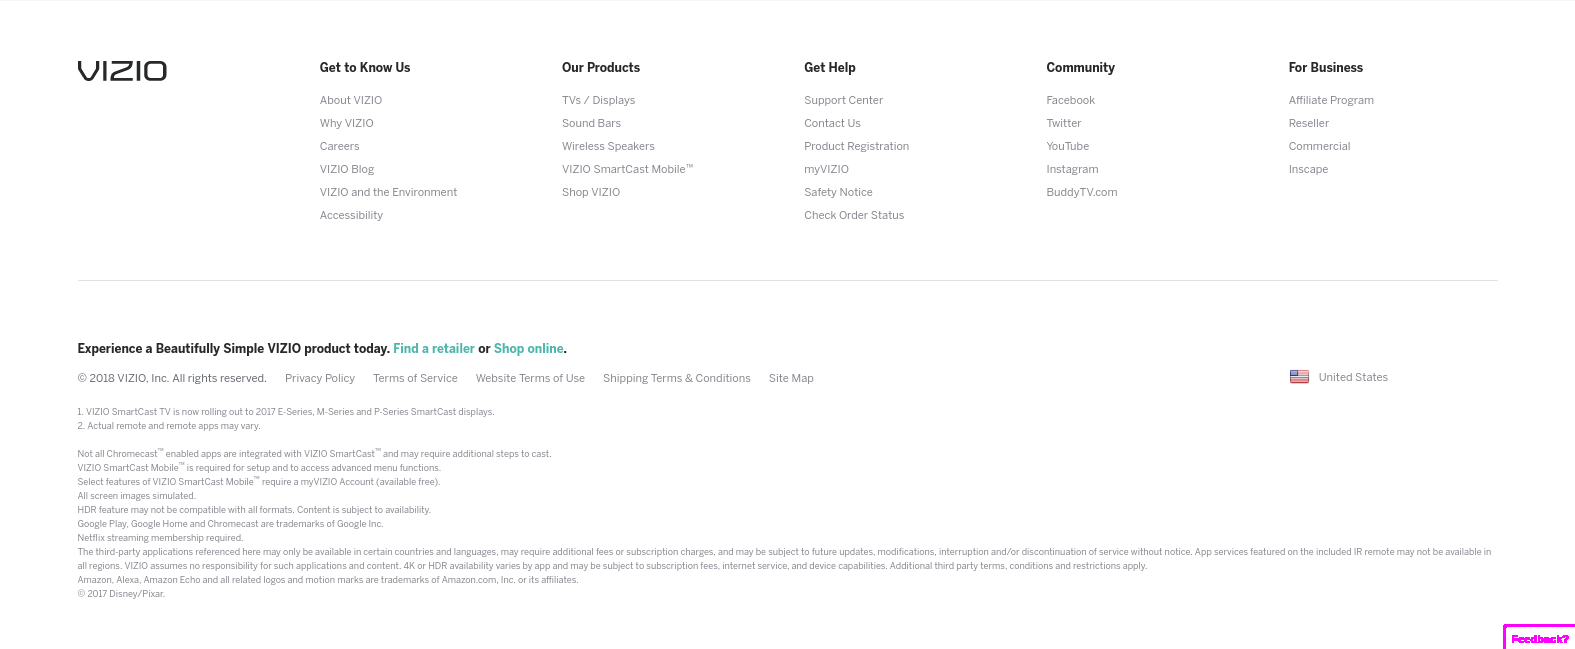 VIZIO
Get to Know Us
About VIZIO
Why VIZIO
Careers
VIZIO Blog
VIZIO and the Environment
Accessibility
Our Products
TVs / Displays
Sound Bars
Wireless Speakers
VIZIO SmartCast Mobile™
Shop VIZIO
Get Help
Support Center
Contact Us
Product Registration
myVIZIO
Safety Notice
Check Order Status
Community
Facebook
Twitter
YouTube
Instagram
BuddyTV.com
For Business
Affiliate Program
Reseller
Commercial
Inscape
Experience a Beautifully Simple VIZIO product today. Find a retailer or Shop online.
© 2018 VIZIO, Inc. All rights reserved. Privacy Policy Terms of Service Website Terms of Use Shipping Terms & Conditions Site Map
United States
1. VIZIO SmartCast TV is now rolling out to 2017 E-Series, M-Series and P-Series SmartCast displays.
2. Actual remote and remote apps may vary.
Not all Chromecast™ enabled apps are integrated with VIZIO SmartCast™ and may require additional steps to cast.
VIZIO SmartCast Mobile™ is required for setup and to access advanced menu functions.
Select features of VIZIO SmartCast Mobile™ require a myVIZIO Account (available free).
All screen images simulated.
HDR feature may not be compatible with all formats. Content is subject to availability.
Google Play, Google Home and Chromecast are trademarks of Google Inc.
Netflix streaming membership required.
The third-party applications referenced here may only be available in certain countries and languages, may require additional fees or subscription charges, and may be subject to future updates, modifications, interruption and/or discontinuation of service without notice. App services featured on the included IR remote may not be available in
all regions. VIZIO assumes no responsibility for such applications and content. 4K or HDR availability varies by app and may be subject to subscription fees, internet service, and device capabilities. Additional third party terms, conditions and restrictions apply.
Amazon, Alexa, Amazon Echo and all related logos and motion marks are trademarks of Amazon.com, Inc. or its affiliates.
© 2017 Disney/Pixar.
Feedback?